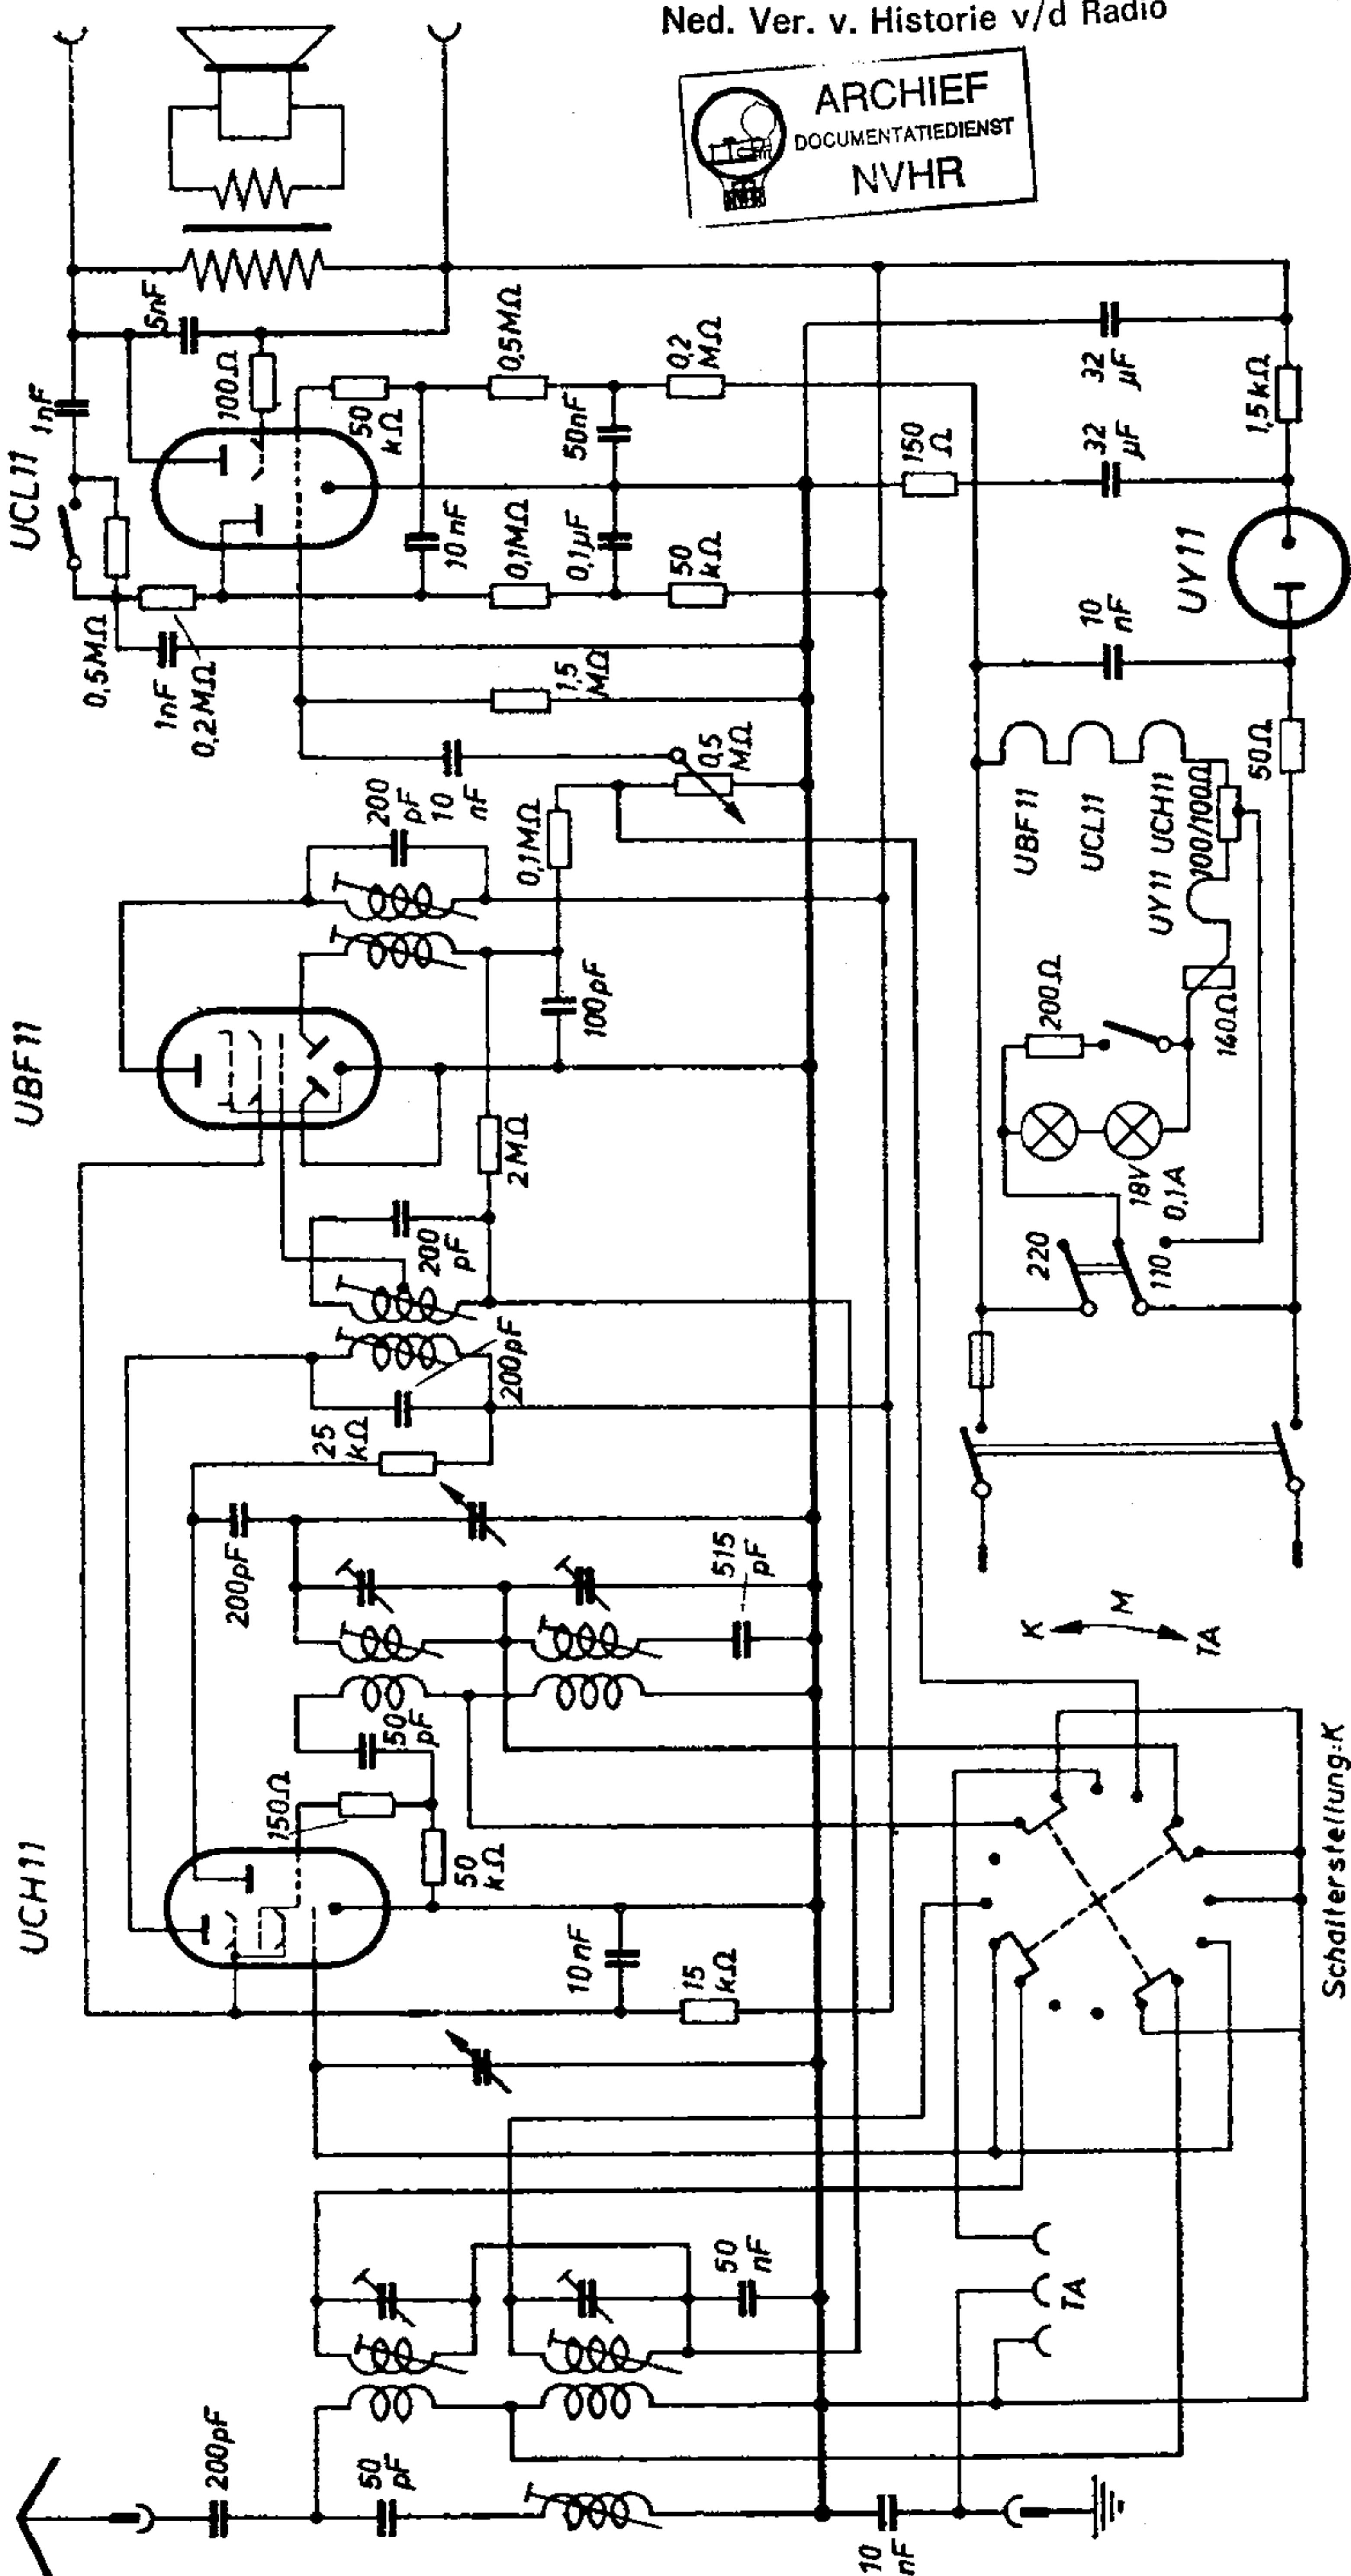 Ned. Ver. v. Historie v/d Radio
ARCHIEF
DOCUMENTATIEDIENST
NVHR
UCH11
UBF11
UCL11
200pF
50
pF
10
nF
50
nF
TA
10nF
15
kΩ
150Ω
50
kΩ
50
pF
200pF
515
pF
25
kΩ
200pF
200
pF
2MΩ
100pF
0,1MΩ
200
pF
10
nF
0,5
MΩ
1,5
MΩ
0,5MΩ
1nF
0,2MΩ
1nF
5nF
100Ω
50
kΩ
10nF
0,1MΩ
0,5MΩ
0,1µF
50nF
50
kΩ
0,2
MΩ
150
Ω
32
µF
32
µF
1,5kΩ
UY11
10
nF
50Ω
UBF11
UCL11
UY11 UCH11
100/100Ω
200Ω
140Ω
18V
0,1A
220
110
K
M
TA
Schalterstellung:K